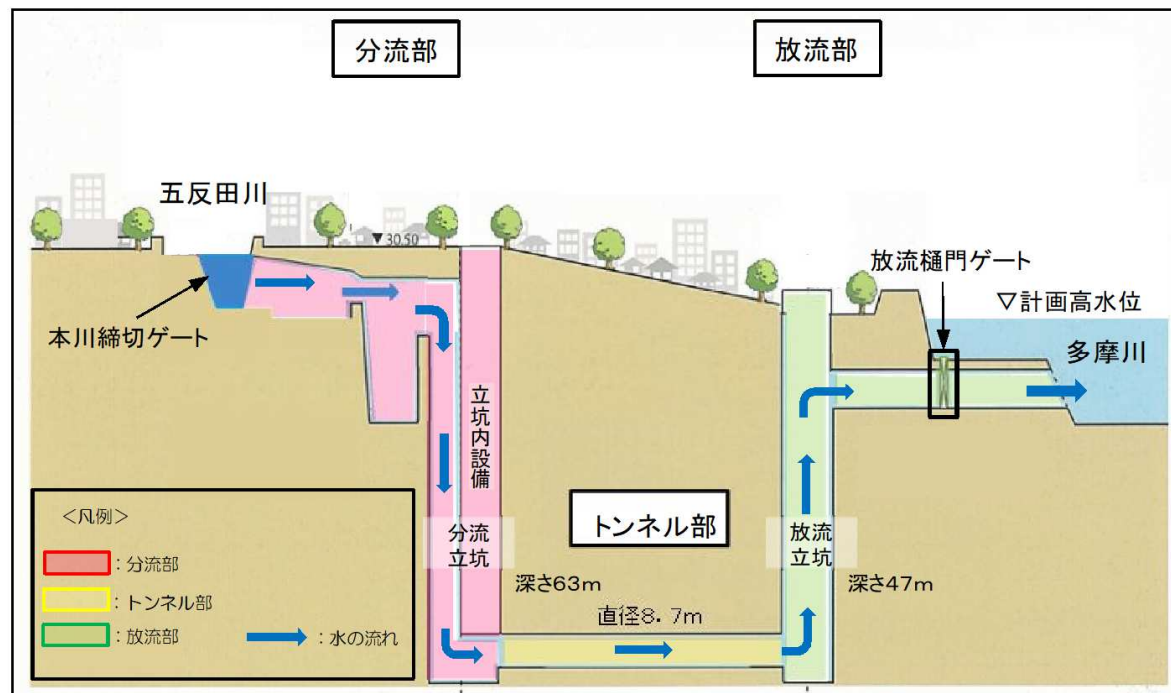 分流部
放流部
五反田川
▼30.50
放流樋門ゲート
▽計画高水位
本川締切ゲート
多摩川
立坑内設備
<凡例>
トンネル部
分流
立坑
放流
立坑
:分流部
深さ63m
深さ47m
:トンネル部
直径8.7m
:放流部
:水の流れ